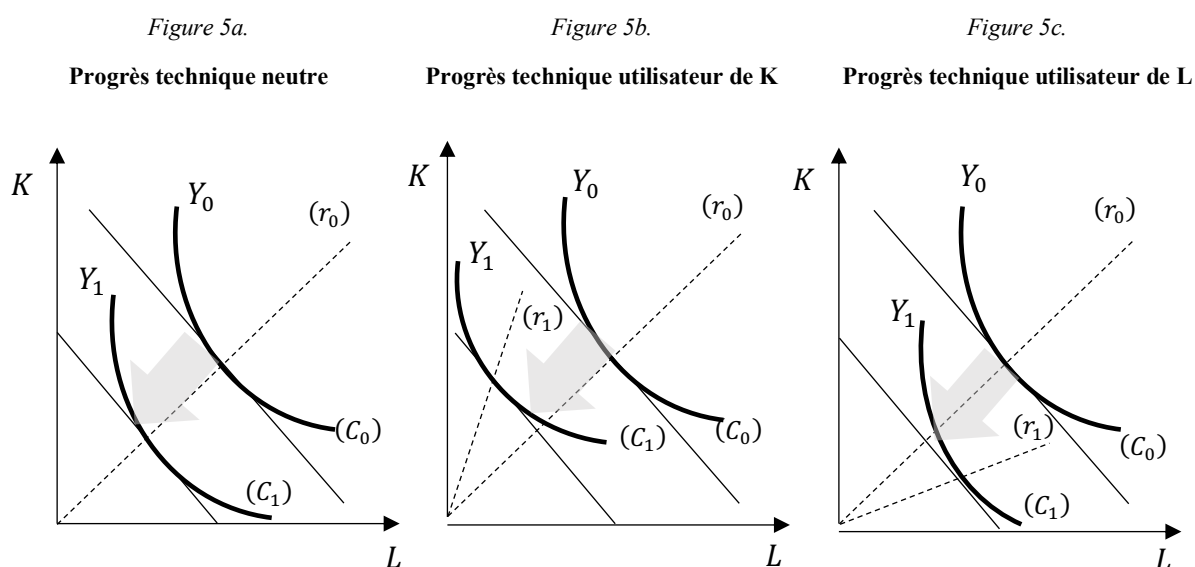 Figure 5a.
Progrès technique neutre
K
Y₀
(r₀)
Y₁
(C₀)
(C₁)
L
Figure 5b.
Progrès technique utilisateur de K
K
Y₀
(r₀)
Y₁
(r₁)
(C₁)
(C₀)
L
Figure 5c.
Progrès technique utilisateur de L
K
Y₀
(r₀)
Y₁
(r₁)
(C₀)
(C₁)
L